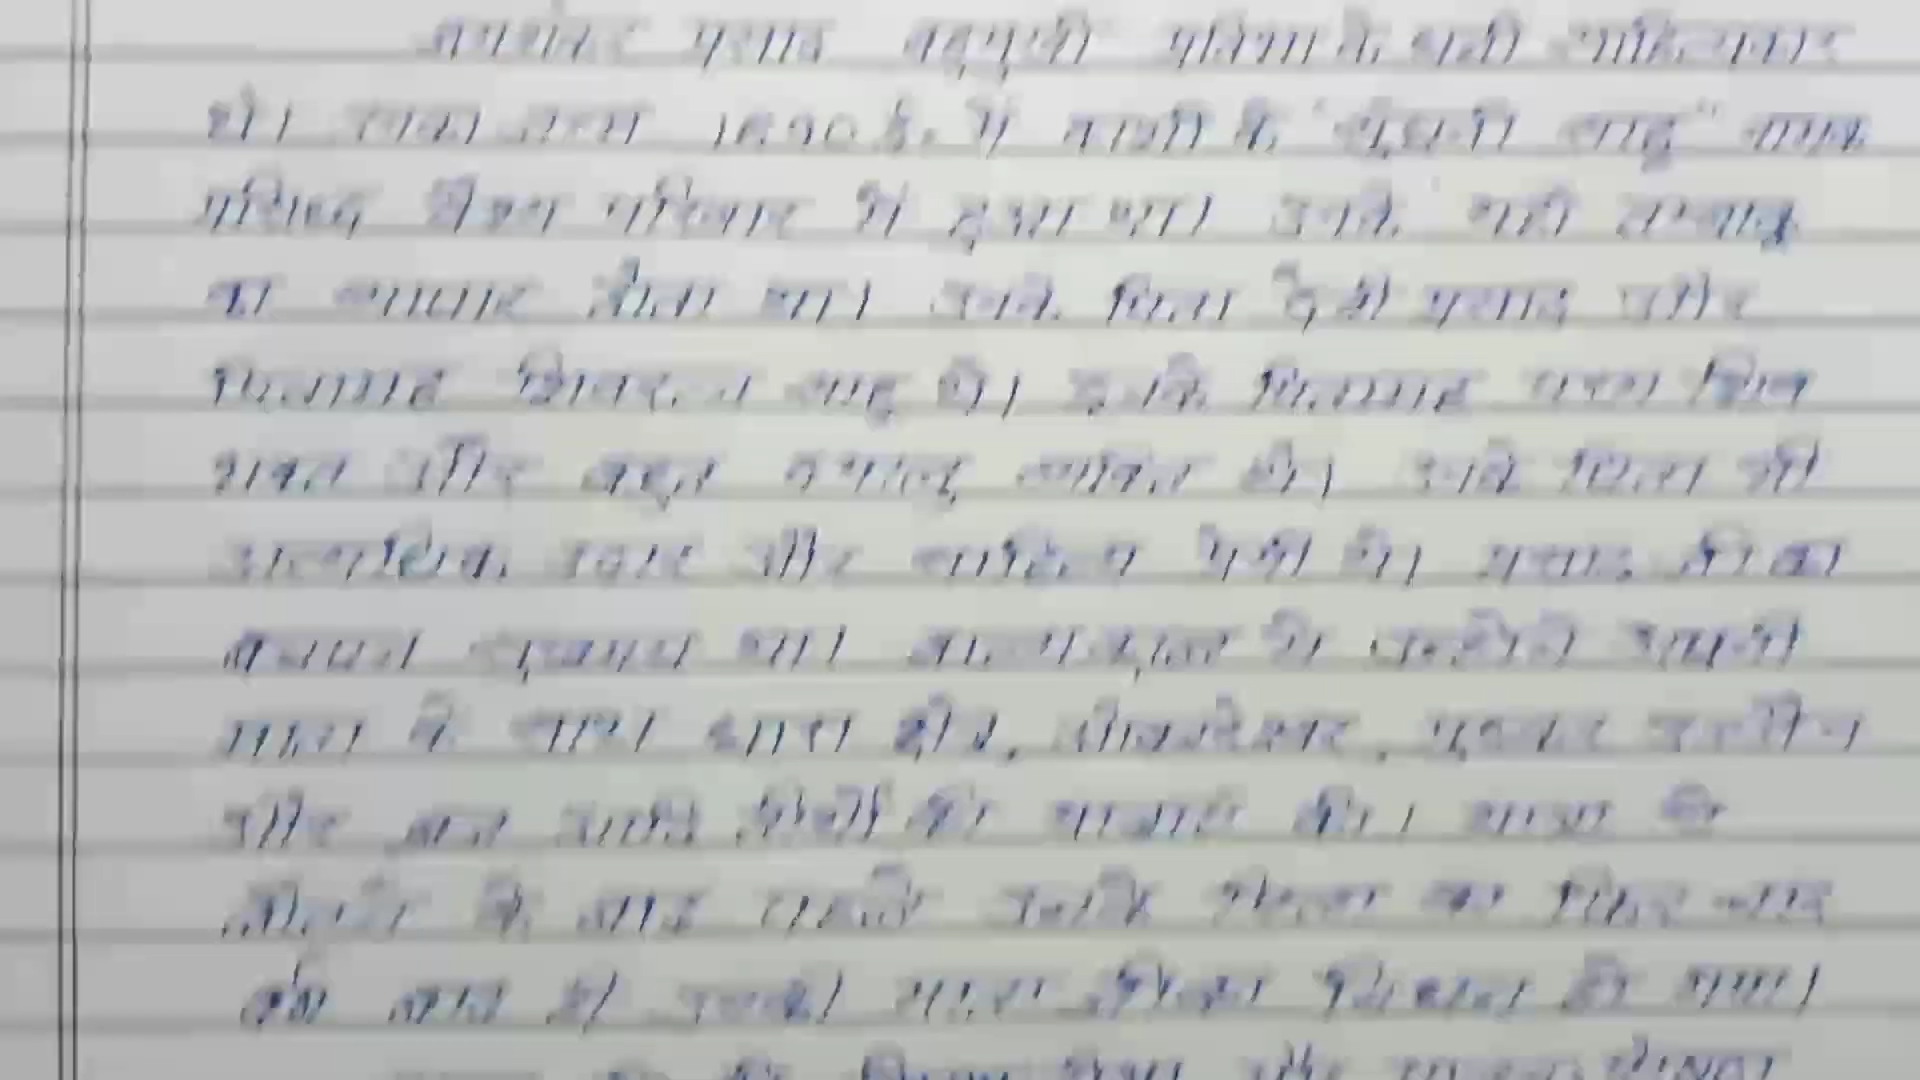 जयशंकर प्रसाद बहुमुखी प्रतिभा के धनी साहित्यकार
थे। उनका जन्म 1890 ई. में काशी के "सुंघनी साहु" नामक
प्रसिद्ध वैश्य परिवार में हुआ था। उनके यहाँ तम्बाकू
का व्यापार होता था। उनके पिता देवी प्रसाद और
पितामह शिवरत्न साहु थे। इनके पितामह परम शिव
भक्त और बहुत दयालु व्यक्ति थे। उनके पिता भी
अत्यधिक उदार और साहित्य प्रेमी थे। प्रसाद जी का
बचपन सुखमय था। बाल्यकाल में उन्होंने अपनी
माता के साथ धारा क्षेत्र, ओंकारेश्वर, पुष्कर, उज्जैन
और ब्रज आदि तीर्थों की यात्राएं की। यात्रा से
लौटने के बाद पहले उनके पिता का फिर चार
वर्ष बाद ही उनकी माता जी का निधन हो गया।